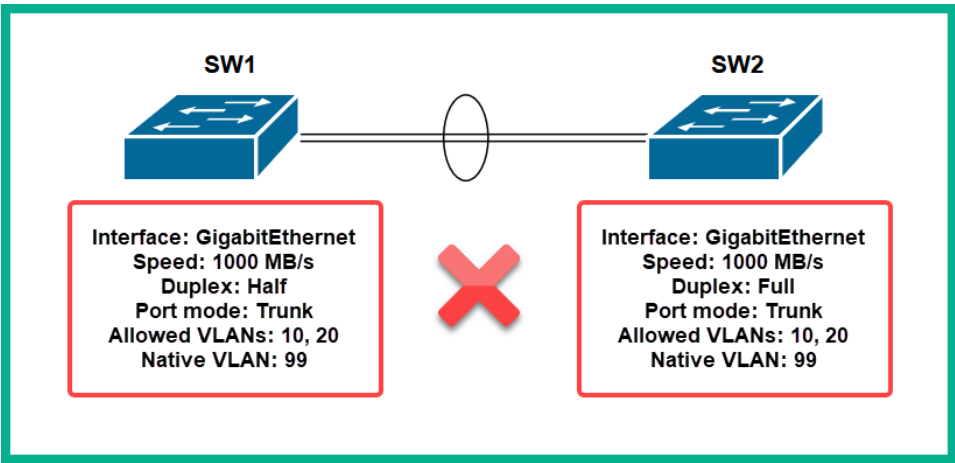 SW1
SW2
Interface: GigabitEthernet
Speed: 1000 MB/s
Duplex: Half
Port mode: Trunk
Allowed VLANs: 10, 20
Native VLAN: 99
Interface: GigabitEthernet
Speed: 1000 MB/s
Duplex: Full
Port mode: Trunk
Allowed VLANs: 10, 20
Native VLAN: 99